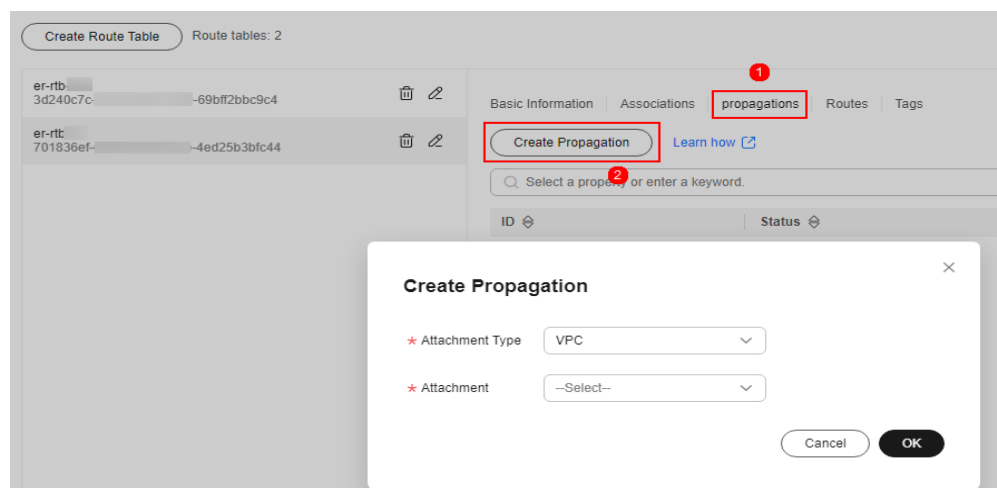 Create Route Table Route tables: 2
er-rtb-
3d240c7c- -69bff2bbc9c4
er-rtb
701836ef- -4ed25b3bfc44
1
Basic Information Associations propagations Routes Tags
Create Propagation Learn how
2
Select a property or enter a keyword.
ID Status
Create Propagation
* Attachment Type VPC
* Attachment --Select--
Cancel OK